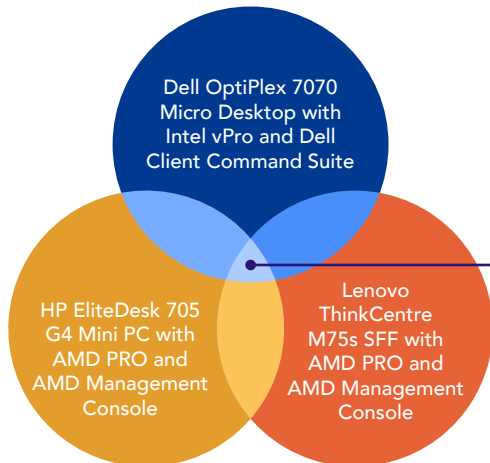 Dell OptiPlex 7070
Micro Desktop with
Intel vPro and Dell
Client Command Suite
HP EliteDesk 705
G4 Mini PC with
AMD PRO and
AMD Management
Console
Lenovo
ThinkCentre
M75s SFF with
AMD PRO and
AMD Management
Console